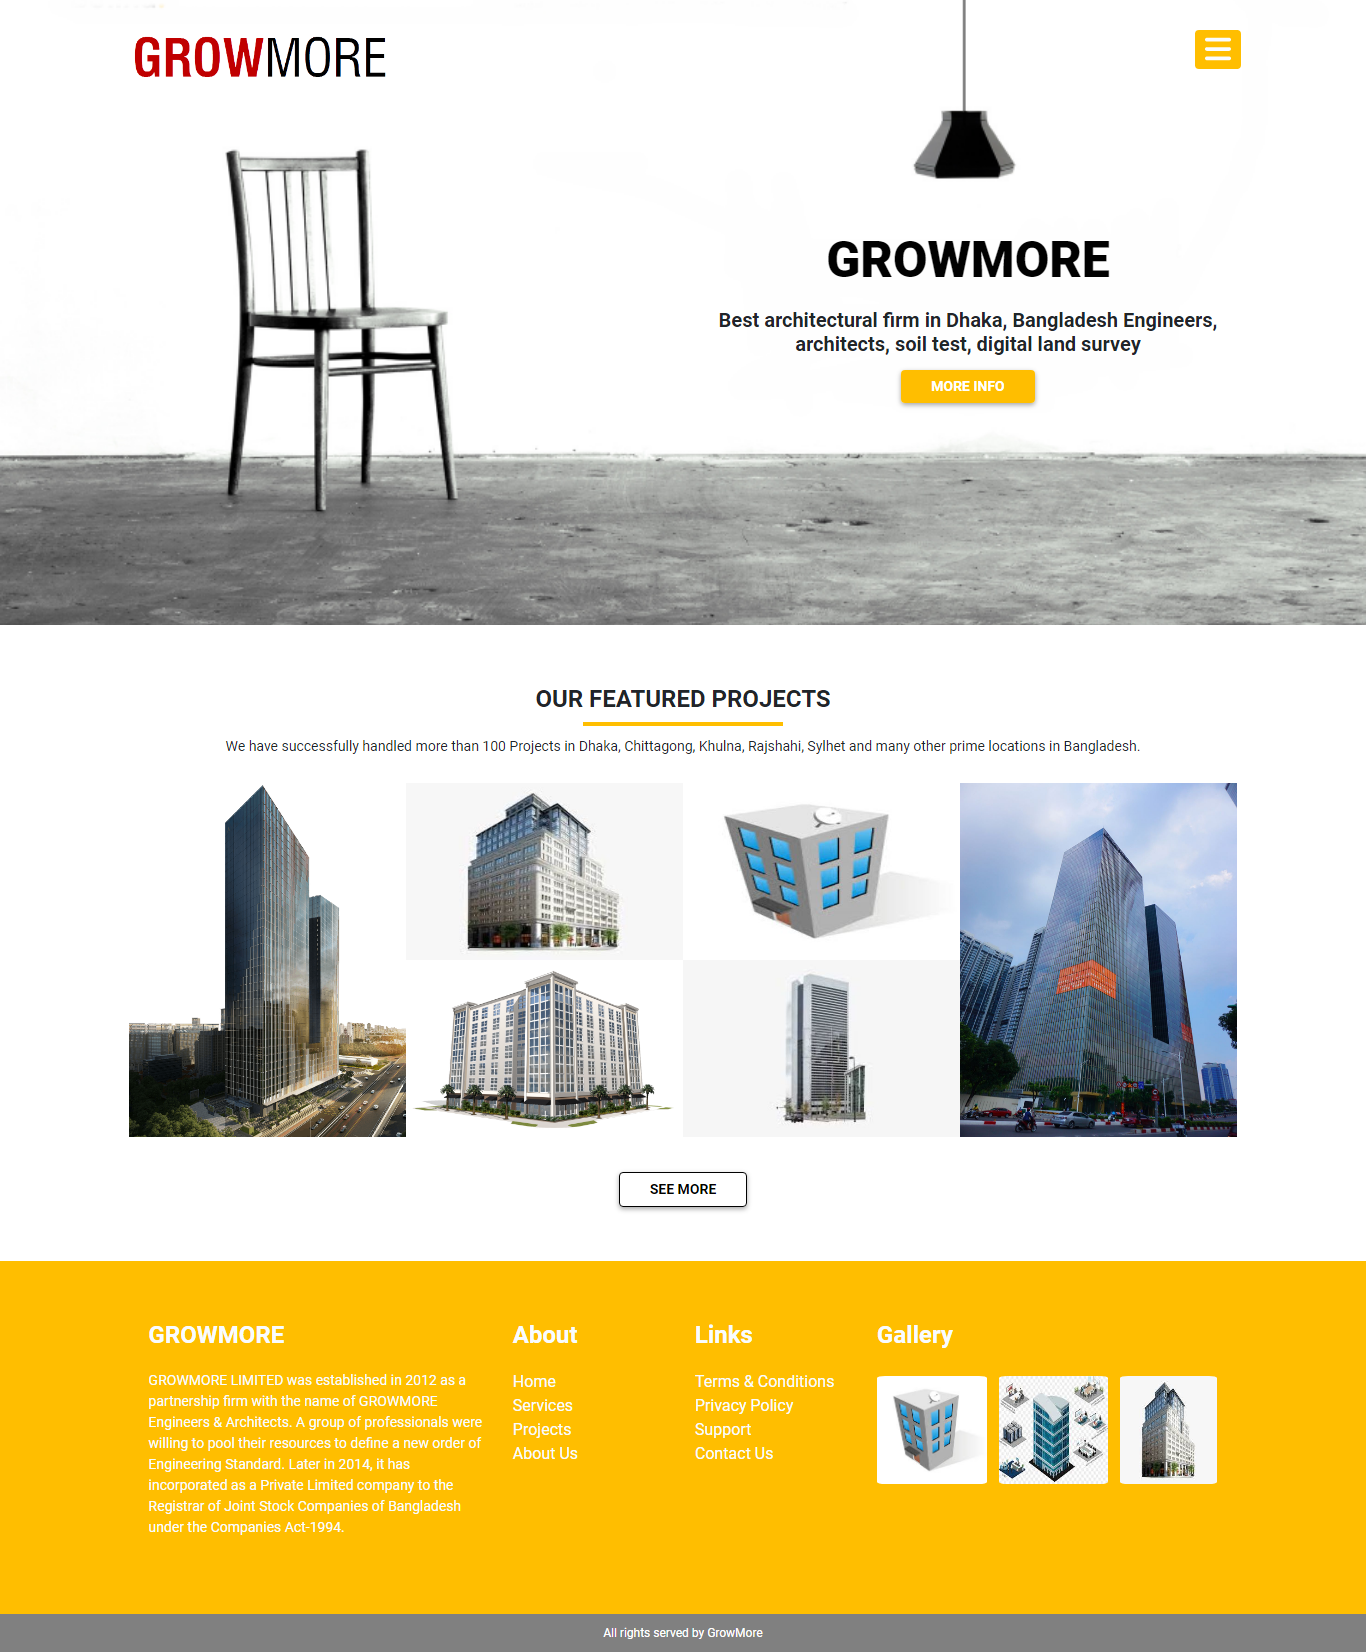 GROWMORE
GROWMORE
Best architectural firm in Dhaka, Bangladesh Engineers,
architects, soil test, digital land survey
MORE INFO
OUR FEATURED PROJECTS
We have successfully handled more than 100 Projects in Dhaka, Chittagong, Khulna, Rajshahi, Sylhet and many other prime locations in Bangladesh.
SEE MORE
GROWMORE
GROWMORE LIMITED was established in 2012 as a
partnership firm with the name of GROWMORE
Engineers & Architects. A group of professionals were
willing to pool their resources to define a new order of
Engineering Standard. Later in 2014, it has
incorporated as a Private Limited company to the
Registrar of Joint Stock Companies of Bangladesh
under the Companies Act-1994.
About
Home
Services
Projects
About Us
Links
Terms & Conditions
Privacy Policy
Support
Contact Us
Gallery
All rights served by GrowMore